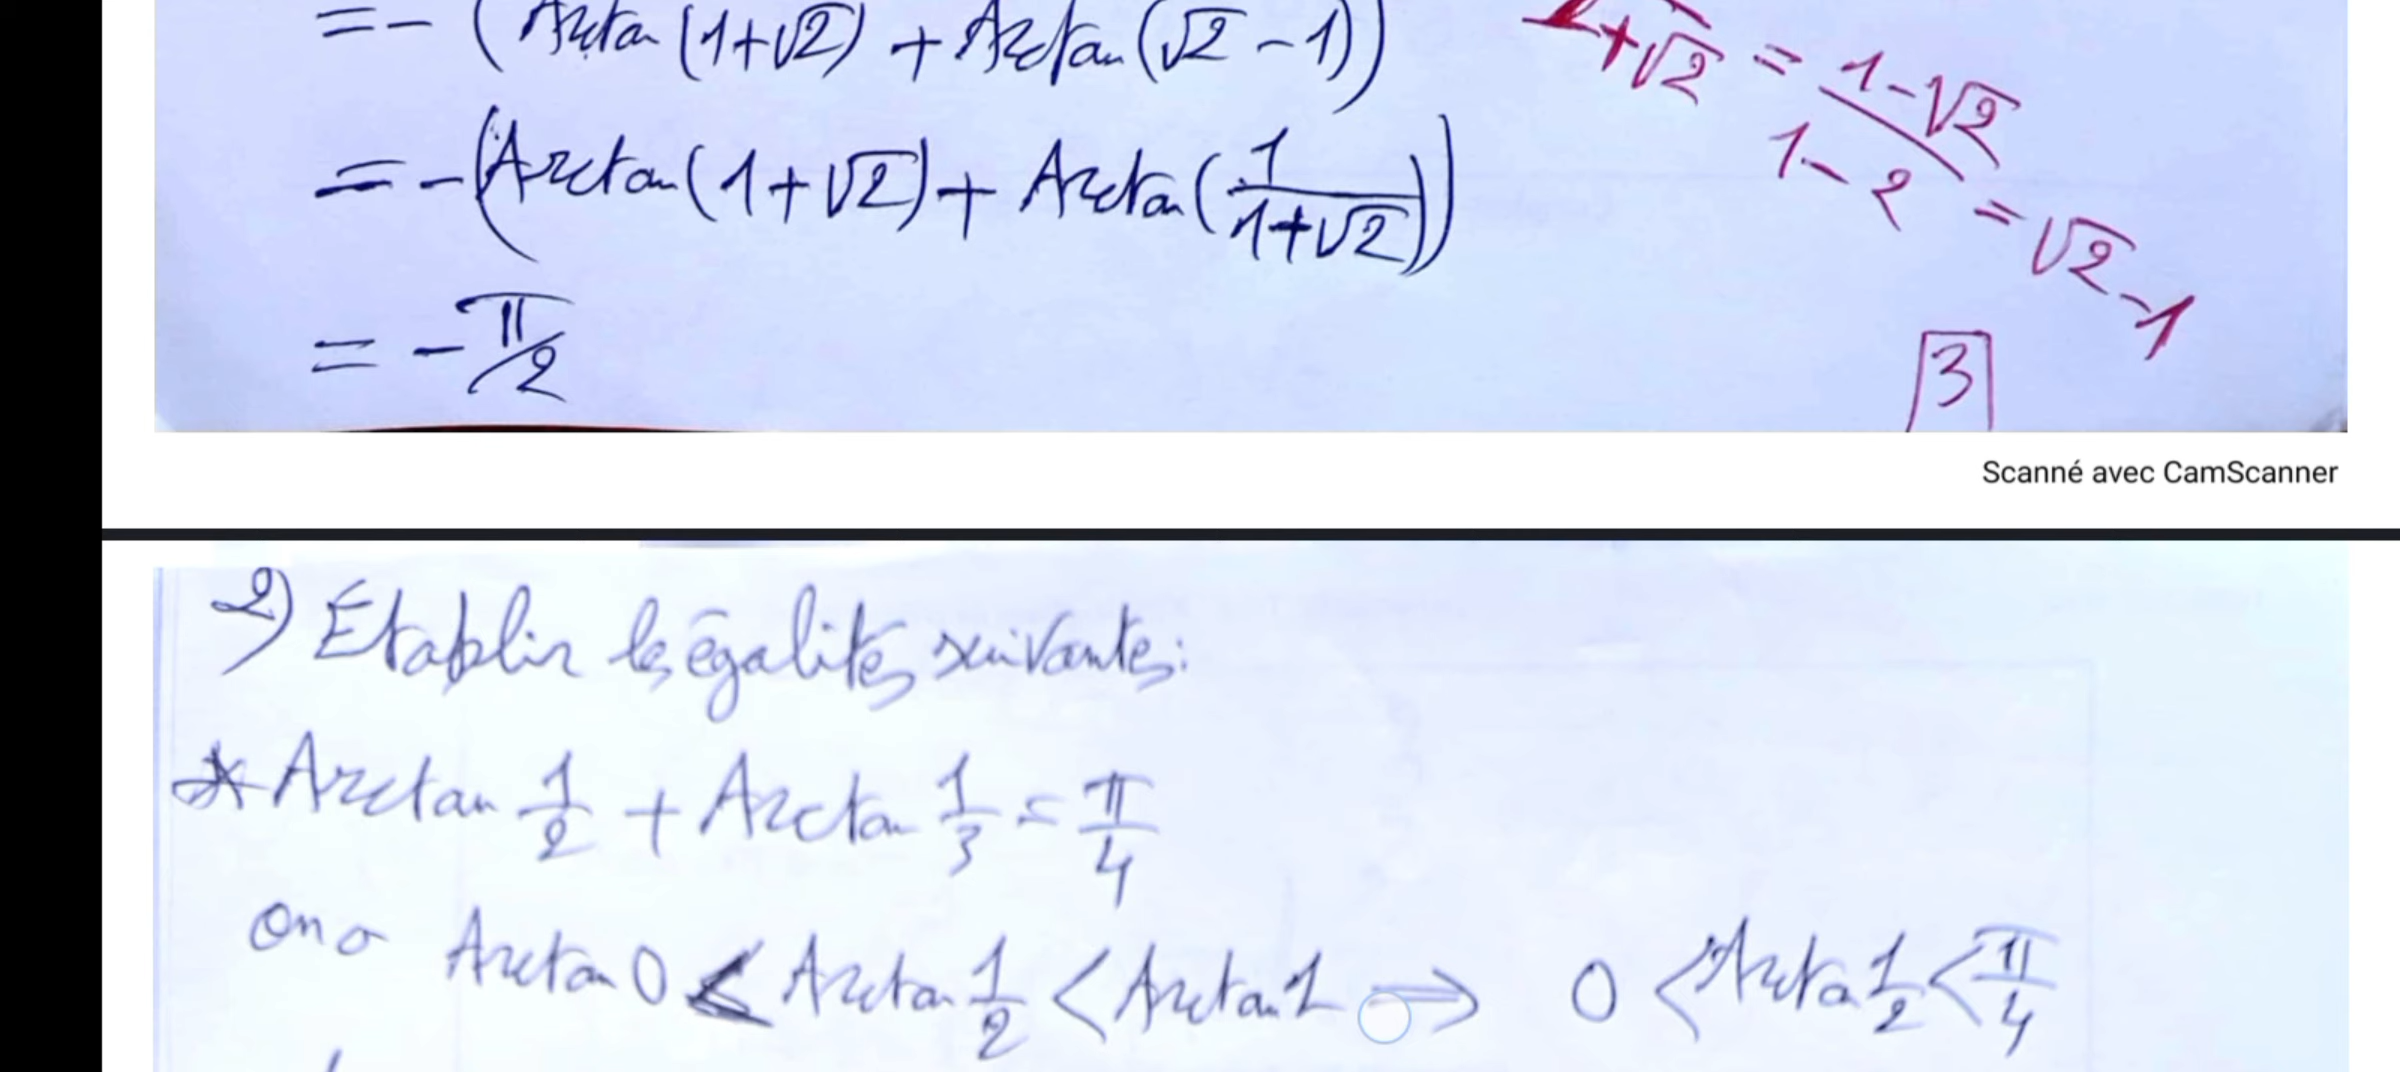 = - (Arctan (1+√2) + Arctan (√2 - 1))
1+√2 = 1-√2 / 1-2 = √2 - 1
= - (Arctan (1+√2) + Arctan (1/(1+√2)))
= - π/2
3
Scanné avec CamScanner
2) Etablir les égalités suivantes:
* Arctan 1/2 + Arctan 1/3 = π/4
on a Arctan 0 < Arctan 1/2 < Arctan 1 ⇒ 0 < Arctan 1/2 < π/4